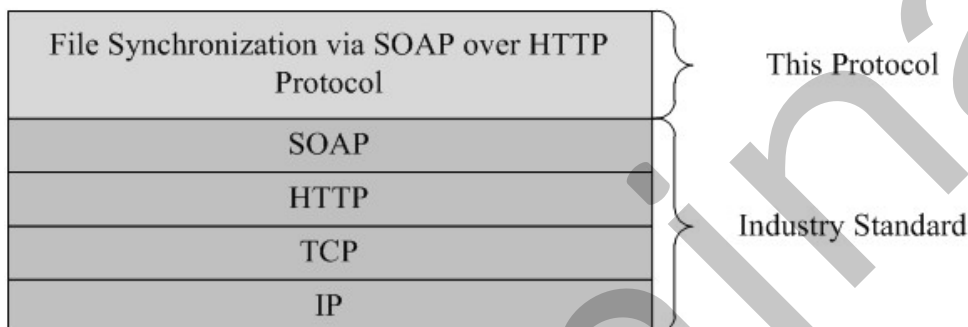 File Synchronization via SOAP over HTTP
Protocol
This Protocol
SOAP
HTTP
TCP
IP
Industry Standard